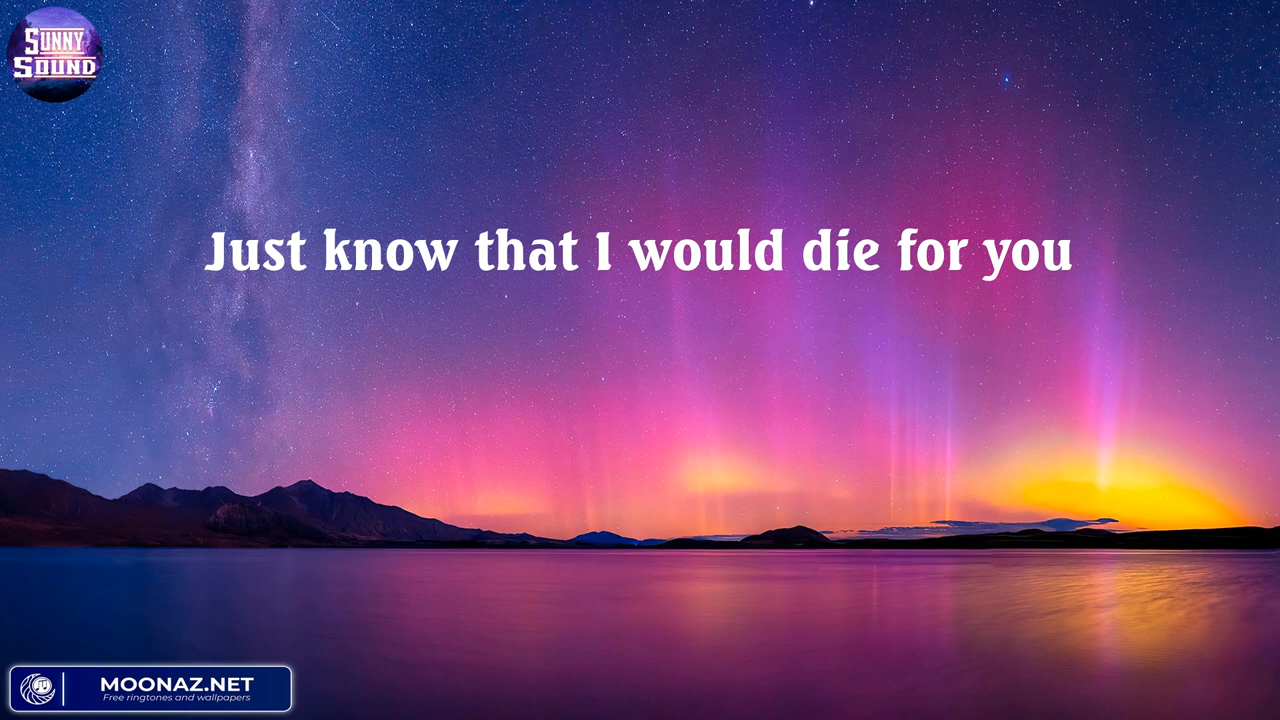 SUNNY
SOUND
Just know that I would die for you
MOONAZ.NET
Free ringtones and wallpapers